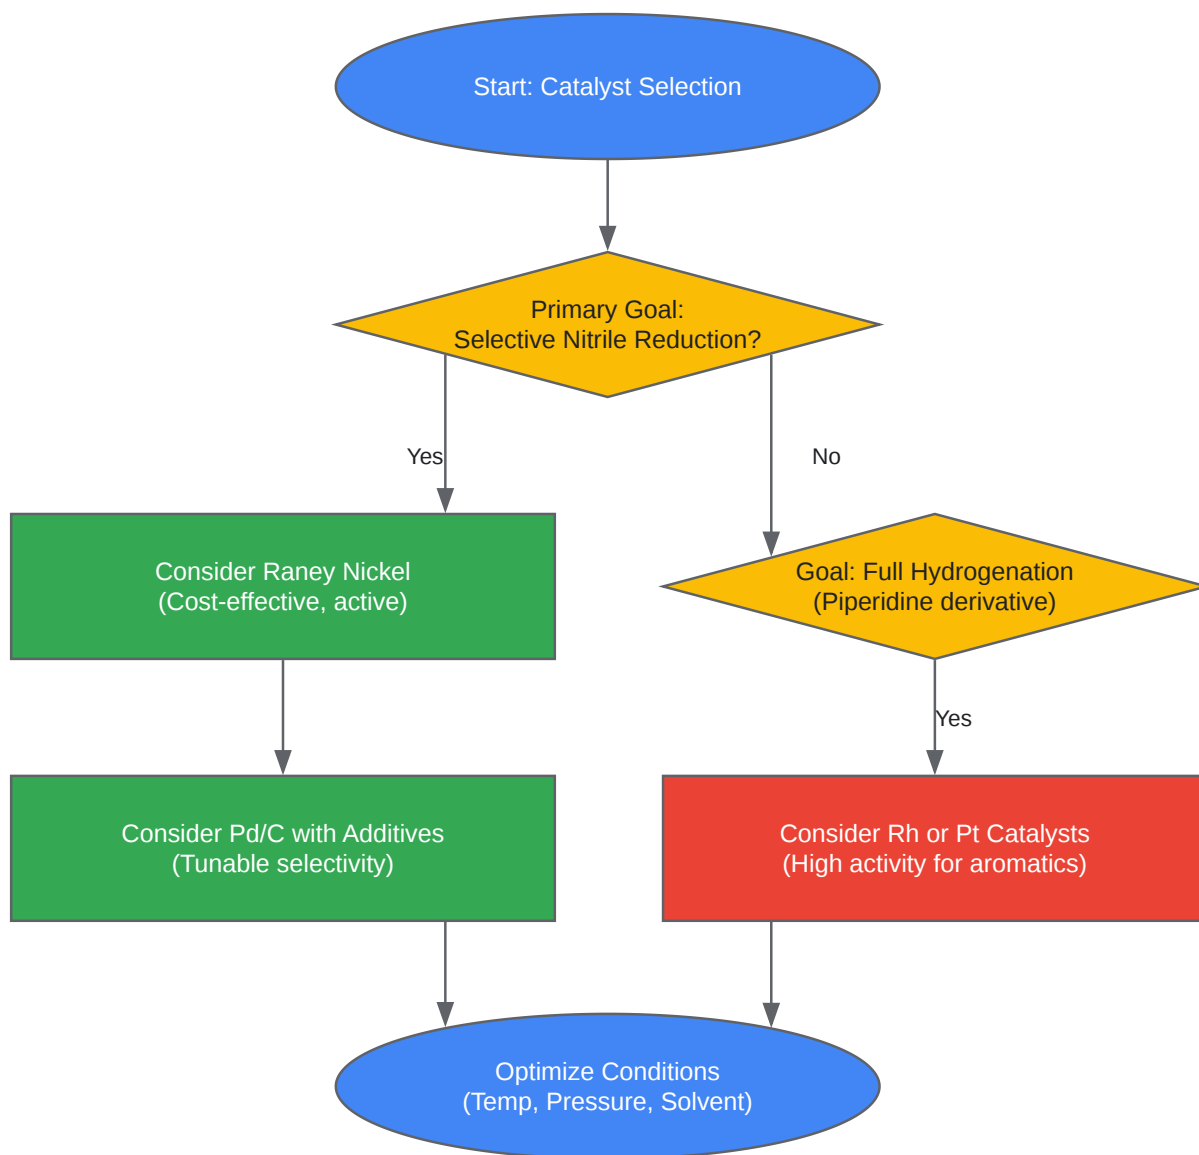 Start: Catalyst Selection
Primary Goal:
Selective Nitrile Reduction?
Yes
No
Consider Raney Nickel
(Cost-effective, active)
Goal: Full Hydrogenation
(Piperidine derivative)
Yes
Consider Pd/C with Additives
(Tunable selectivity)
Consider Rh or Pt Catalysts
(High activity for aromatics)
Optimize Conditions
(Temp, Pressure, Solvent)